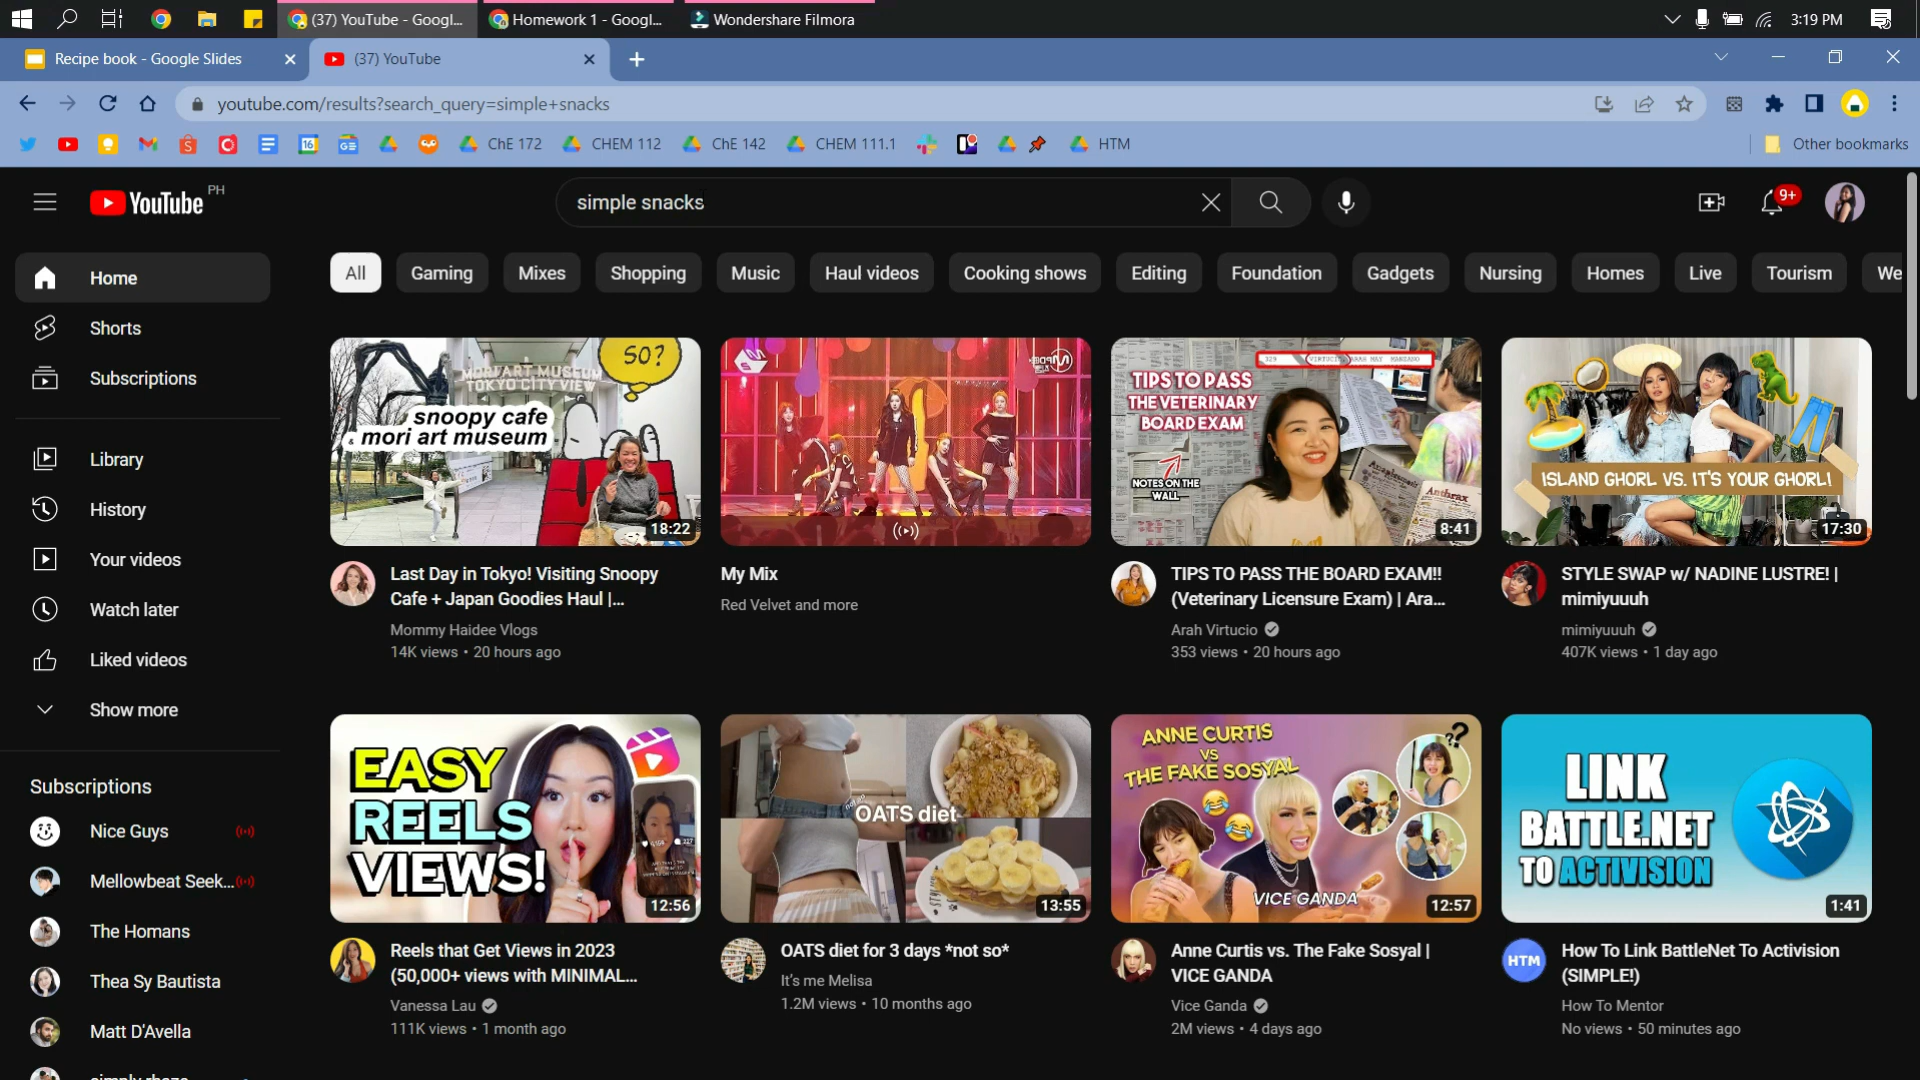 (37) YouTube - Googl...
Homework 1 - Googl...
Wondershare Filmora
3:19 PM
Recipe book - Google Slides
(37) YouTube
youtube.com/results?search_query=simple+snacks
16
ChE 172
CHEM 112
ChE 142
CHEM 111.1
HTM
Other bookmarks
YouTube PH
simple snacks
9+
All
Gaming
Mixes
Shopping
Music
Haul videos
Cooking shows
Editing
Foundation
Gadgets
Nursing
Homes
Live
Tourism
We
Home
Shorts
Subscriptions
Library
History
Your videos
Watch later
Liked videos
Show more
Subscriptions
Nice Guys
Mellowbeat Seek...
The Homans
Thea Sy Bautista
Matt D'Avella
SO?
MORI ART MUSEUM
TOKYO CITY VIEW
snoopy cafe
& mori art museum
18:22
Last Day in Tokyo! Visiting Snoopy
Cafe + Japan Goodies Haul |...
Mommy Haidee Vlogs
14K views • 20 hours ago
My Mix
Red Velvet and more
329 VIRTUCIO, ARAH MAY MANZADO
TIPS TO PASS
THE VETERINARY
BOARD EXAM
NOTES ON THE
WALL
Anthrax
8:41
TIPS TO PASS THE BOARD EXAM!!
(Veterinary Licensure Exam) | Ara...
Arah Virtucio
353 views • 20 hours ago
ISLAND GHORL VS. IT'S YOUR GHORL!
17:30
STYLE SWAP w/ NADINE LUSTRE! |
mimiyuuuh
mimiyuuuh
407K views • 1 day ago
EASY
REELS
VIEWS!
12:56
Reels that Get Views in 2023
(50,000+ views with MINIMAL...
Vanessa Lau
111K views • 1 month ago
not an
OATS diet
13:55
OATS diet for 3 days *not so*
It's me Melisa
1.2M views • 10 months ago
ANNE CURTIS
VS
THE FAKE SOSYAL
??
VICE GANDA
12:57
Anne Curtis vs. The Fake Sosyal |
VICE GANDA
Vice Ganda
2M views • 4 days ago
LINK
BATTLE.NET
TO ACTIVISION
1:41
HTM
How To Link BattleNet To Activision
(SIMPLE!)
How To Mentor
No views • 50 minutes ago